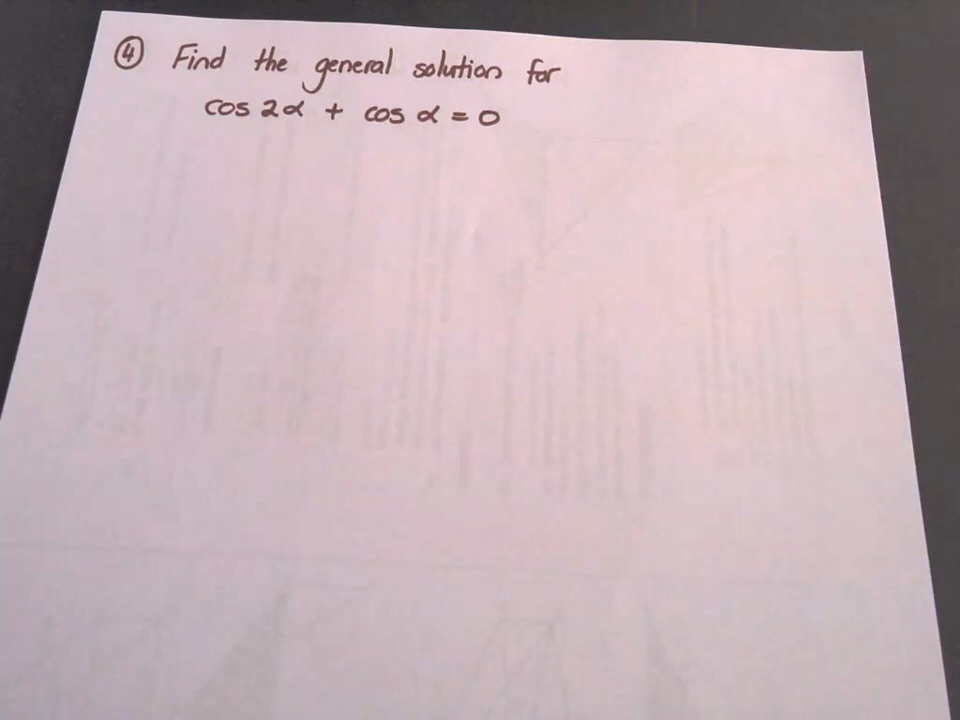 ④ Find the general solution for
cos 2α + cos α = 0